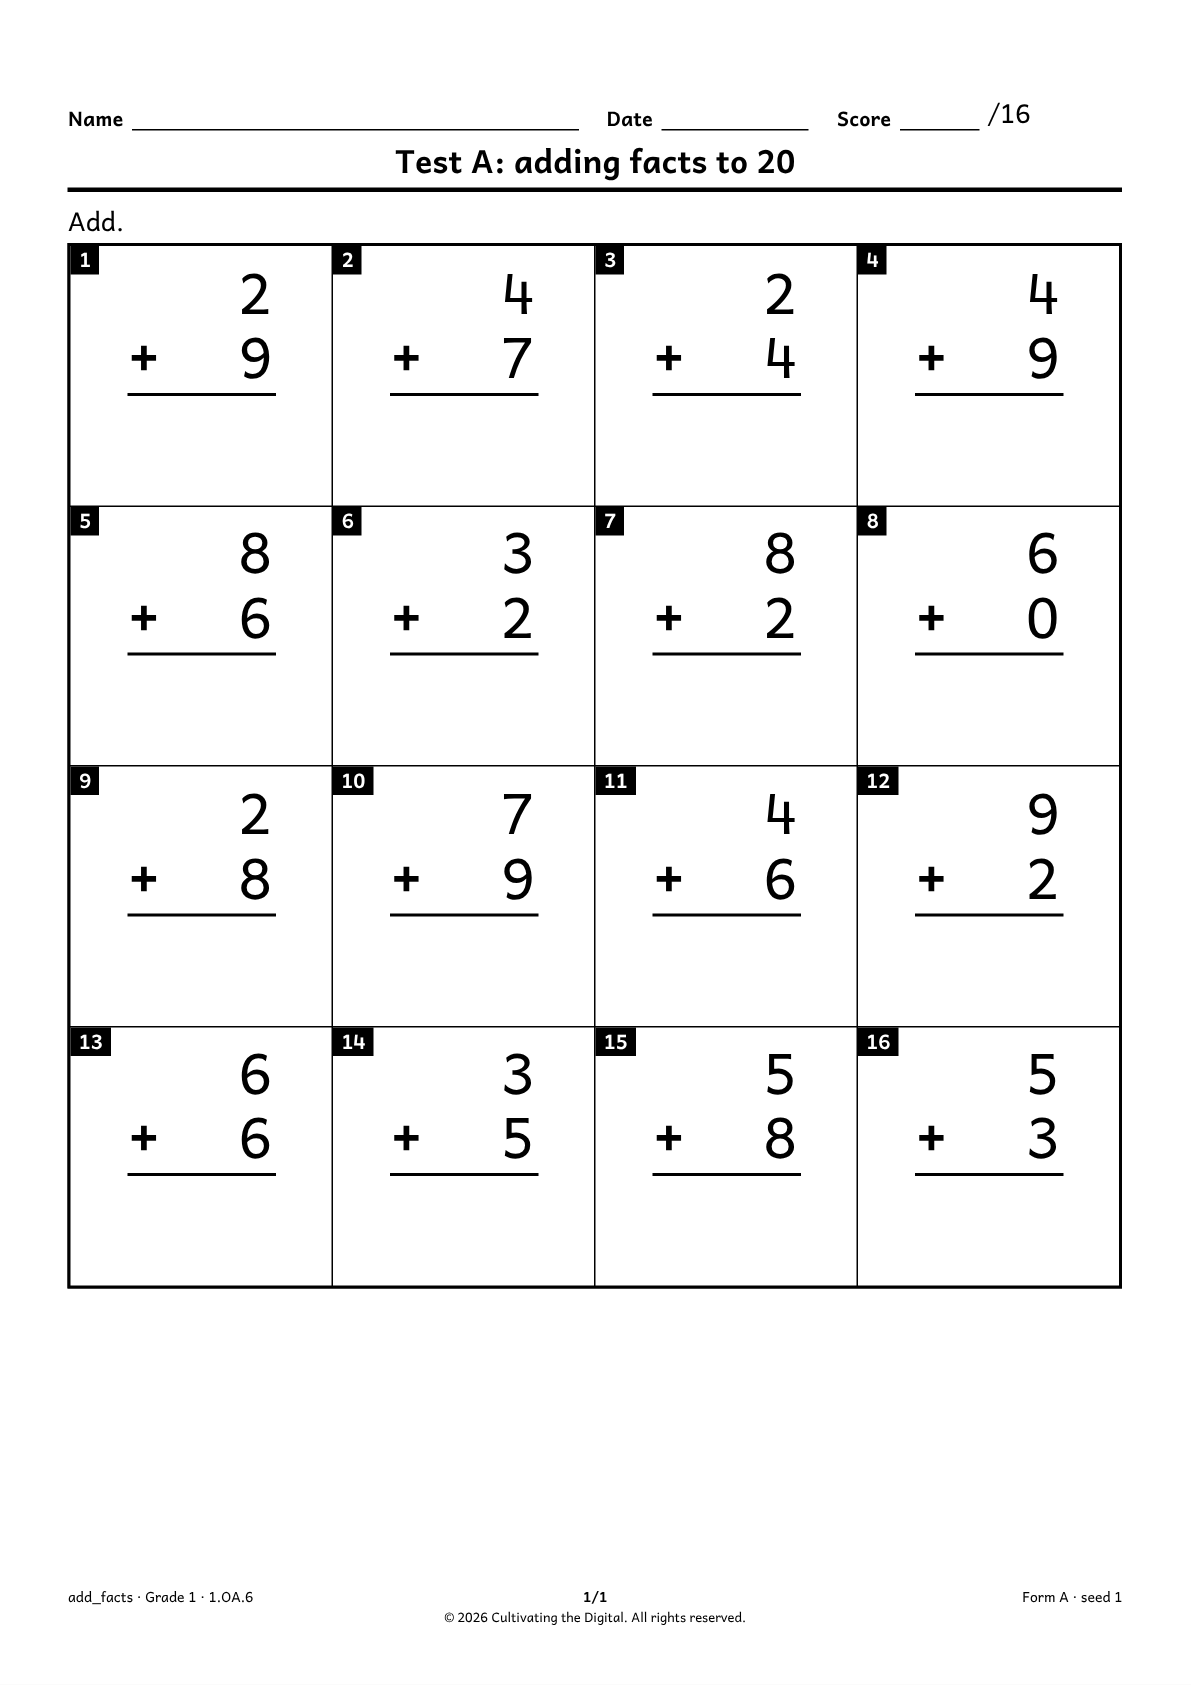 Name Date Score /16
Test A: adding facts to 20
Add.
1 2 3 4
2 4 2 4
+ 9 + 7 + 4 + 9
5 6 7 8
8 3 8 6
+ 6 + 2 + 2 + 0
9 10 11 12
2 7 4 9
+ 8 + 9 + 6 + 2
13 14 15 16
6 3 5 5
+ 6 + 5 + 8 + 3
add_facts · Grade 1 · 1.OA.6 1/1 Form A · seed 1
© 2026 Cultivating the Digital. All rights reserved.